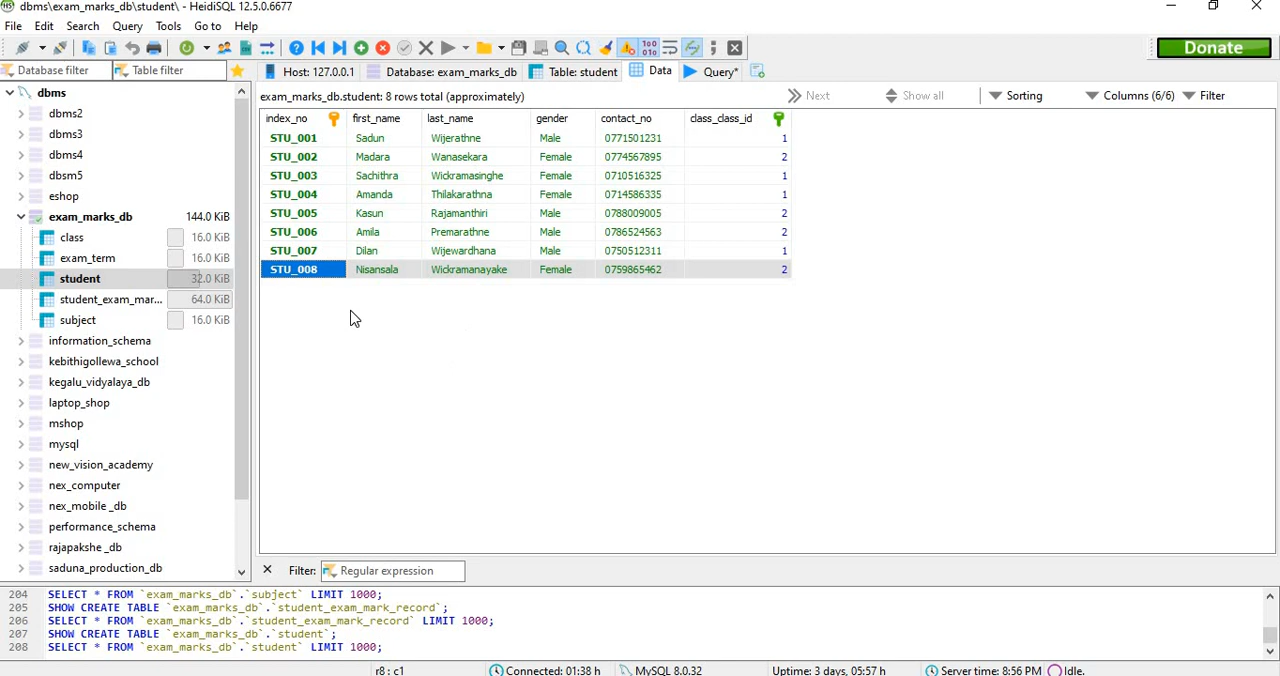 dbms\exam_marks_db\student\ - HeidiSQL 12.5.0.6677
File Edit Search Query Tools Go to Help
Donate
Database filter Table filter Host: 127.0.0.1 Database: exam_marks_db Table: student Data Query*
exam_marks_db.student: 8 rows total (approximately) Next Show all Sorting Columns (6/6) Filter
index_no first_name last_name gender contact_no class_class_id
STU_001 Sadun Wijerathne Male 0771501231 1
STU_002 Madara Wanasekara Female 0774567895 2
STU_003 Sachithra Wickramasinghe Female 0710516325 1
STU_004 Amanda Thilakarathna Female 0714586335 1
STU_005 Kasun Rajamanthiri Male 0788009005 2
STU_006 Amila Premarathne Male 0786524563 2
STU_007 Dilan Wijewardhana Male 0750512311 1
STU_008 Nisansala Wickramanayake Female 0759865462 2
dbms
dbms2
dbms3
dbms4
dbsm5
eshop
exam_marks_db 144.0 KiB
class 16.0 KiB
exam_term 16.0 KiB
student 32.0 KiB
student_exam_mar... 64.0 KiB
subject 16.0 KiB
information_schema
kebithigollewa_school
kegalu_vidyalaya_db
laptop_shop
mshop
mysql
new_vision_academy
nex_computer
nex_mobile _db
performance_schema
rajapakshe _db
saduna_production_db
Filter: Regular expression
204 SELECT * FROM `exam_marks_db`.`subject` LIMIT 1000;
205 SHOW CREATE TABLE `exam_marks_db`.`student_exam_mark_record`;
206 SELECT * FROM `exam_marks_db`.`student_exam_mark_record` LIMIT 1000;
207 SHOW CREATE TABLE `exam_marks_db`.`student`;
208 SELECT * FROM `exam_marks_db`.`student` LIMIT 1000;
r8 : c1 Connected: 01:38 h MySQL 8.0.32 Uptime: 3 days, 05:57 h Server time: 8:56 PM Idle.